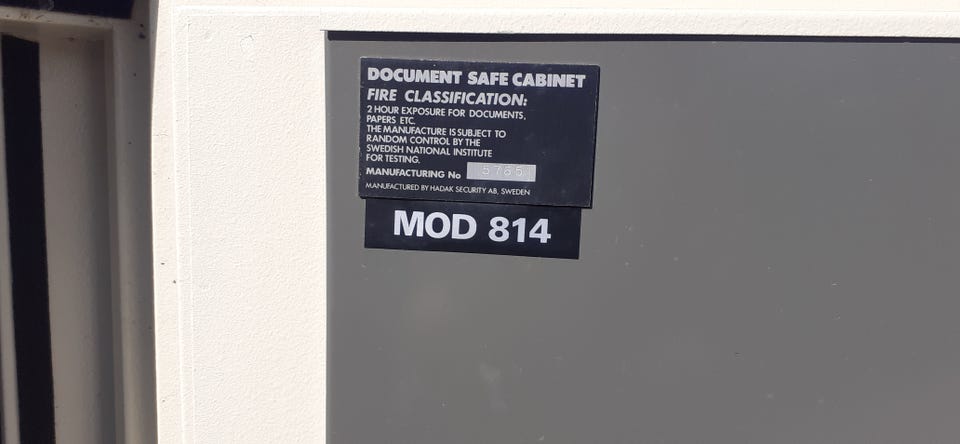 DOCUMENT SAFE CABINET
FIRE CLASSIFICATION:
2 HOUR EXPOSURE FOR DOCUMENTS,
PAPERS ETC.
THE MANUFACTURE IS SUBJECT TO
RANDOM CONTROL BY THE
SWEDISH NATIONAL INSTITUTE
FOR TESTING.
MANUFACTURING No
MANUFACTURED BY HADAK SECURITY AB, SWEDEN
MOD 814